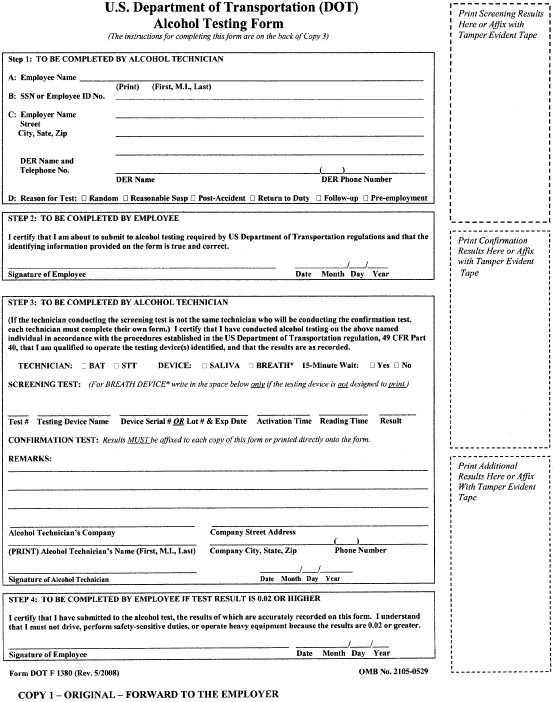 U.S. Department of Transportation (DOT)
Alcohol Testing Form
(The instructions for completing this form are on the back of Copy 3)
Step 1: TO BE COMPLETED BY ALCOHOL TECHNICIAN
A: Employee Name
(Print) (First, M.I., Last)
B: SSN or Employee ID No.
C: Employer Name
Street
City, Sate, Zip
DER Name and
Telephone No.
( )
DER Name DER Phone Number
D: Reason for Test: □ Random □ Reasonable Susp □ Post-Accident □ Return to Duty □ Follow-up □ Pre-employment
STEP 2: TO BE COMPLETED BY EMPLOYEE
I certify that I am about to submit to alcohol testing required by US Department of Transportation regulations and that the
identifying information provided on the form is true and correct.
/ /
Signature of Employee Date Month Day Year
STEP 3: TO BE COMPLETED BY ALCOHOL TECHNICIAN
(If the technician conducting the screening test is not the same technician who will be conducting the confirmation test,
each technician must complete their own form.) I certify that I have conducted alcohol testing on the above named
individual in accordance with the procedures established in the US Department of Transportation regulation, 49 CFR Part
40, that I am qualified to operate the testing device(s) identified, and that the results are as recorded.
TECHNICIAN: □ BAT □ STT DEVICE: □ SALIVA □ BREATH* 15-Minute Wait: □ Yes □ No
SCREENING TEST: (For BREATH DEVICE* write in the space below only if the testing device is not designed to print.)
Test # Testing Device Name Device Serial # OR Lot # & Exp Date Activation Time Reading Time Result
CONFIRMATION TEST: Results MUST be affixed to each copy of this form or printed directly onto the form.
REMARKS:
Alcohol Technician's Company Company Street Address
( )
(PRINT) Alcohol Technician's Name (First, M.I., Last) Company City, State, Zip Phone Number
/ /
Signature of Alcohol Technician Date Month Day Year
STEP 4: TO BE COMPLETED BY EMPLOYEE IF TEST RESULT IS 0.02 OR HIGHER
I certify that I have submitted to the alcohol test, the results of which are accurately recorded on this form. I understand
that I must not drive, perform safety-sensitive duties, or operate heavy equipment because the results are 0.02 or greater.
/ /
Signature of Employee Date Month Day Year
Form DOT F 1380 (Rev. 5/2008) OMB No. 2105-0529
COPY 1 – ORIGINAL – FORWARD TO THE EMPLOYER
Print Screening Results
Here or Affix with
Tamper Evident Tape
Print Confirmation
Results Here or Affix
with Tamper Evident
Tape
Print Additional
Results Here or Affix
With Tamper Evident
Tape